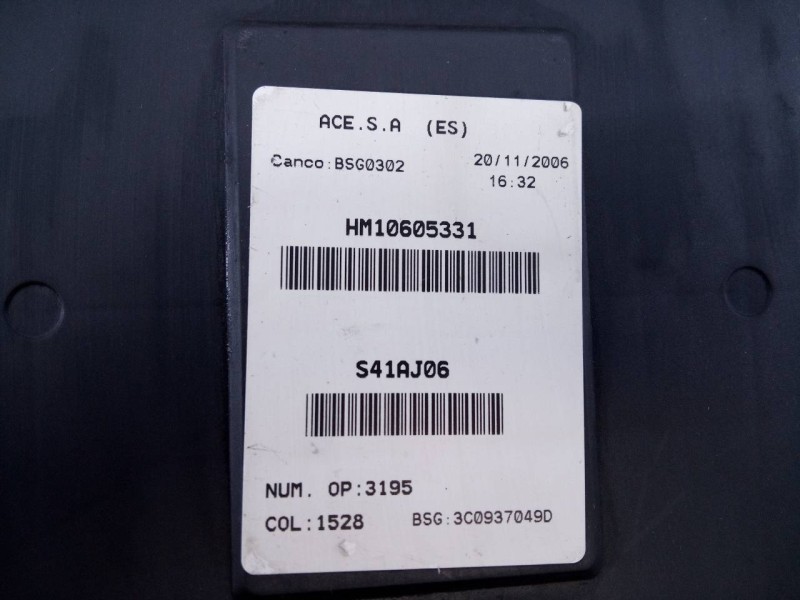 ACE.S.A (ES)
Canco:BSG0302 20/11/2006
16:32
HM10605331
S41AJ06
NUM. OP:3195
COL:1528 BSG:3C0937049D